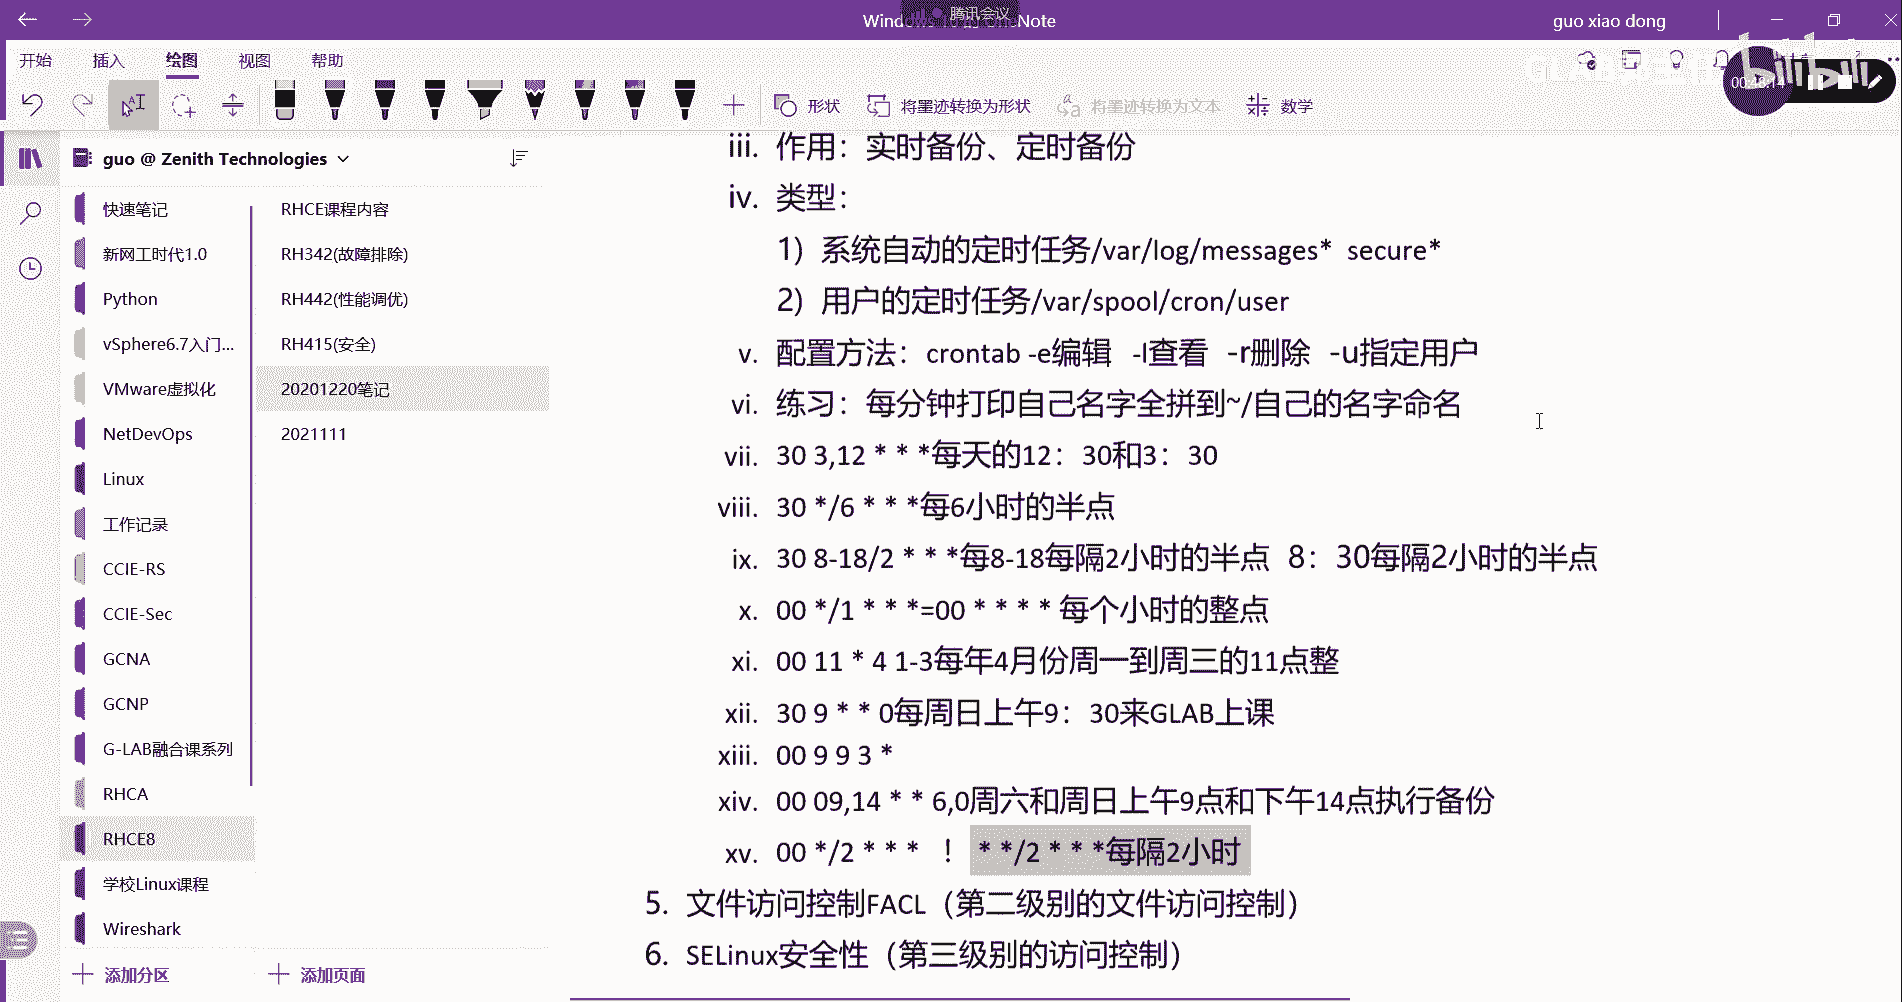 腾讯会议
guo xiao dong
开始 插入 绘图 视图 帮助
bilibili
形状 将墨迹转换为形状 将墨迹转换为文本 数学
guo @ Zenith Technologies
快速笔记
新网工时代1.0
Python
vSphere6.7入门...
VMware虚拟化
NetDevOps
Linux
工作记录
CCIE-RS
CCIE-Sec
GCNA
GCNP
G-LAB融合课系列
RHCA
RHCE8
学校Linux课程
Wireshark
添加分区
RHCE课程内容
RH342(故障排除)
RH442(性能调优)
RH415(安全)
20201220笔记
2021111
添加页面
iii. 作用：实时备份、定时备份
iv. 类型：
1）系统自动的定时任务/var/log/messages* secure*
2）用户的定时任务/var/spool/cron/user
v. 配置方法：crontab -e编辑 -l查看 -r删除 -u指定用户
vi. 练习：每分钟打印自己名字全拼到~/自己的名字命名
vii. 30 3,12 * * *每天的12：30和3：30
viii. 30 */6 * * *每6小时的半点
ix. 30 8-18/2 * * *每8-18每隔2小时的半点 8：30每隔2小时的半点
x. 00 */1 * * *=00 * * * * 每个小时的整点
xi. 00 11 * 4 1-3每年4月份周一到周三的11点整
xii. 30 9 * * 0每周日上午9：30来GLAB上课
xiii. 00 9 9 3 *
xiv. 00 09,14 * * 6,0周六和周日上午9点和下午14点执行备份
xv. 00 */2 * * * ！ * */2 * * *每隔2小时
5. 文件访问控制FACL（第二级别的文件访问控制）
6. SELinux安全性（第三级别的访问控制）